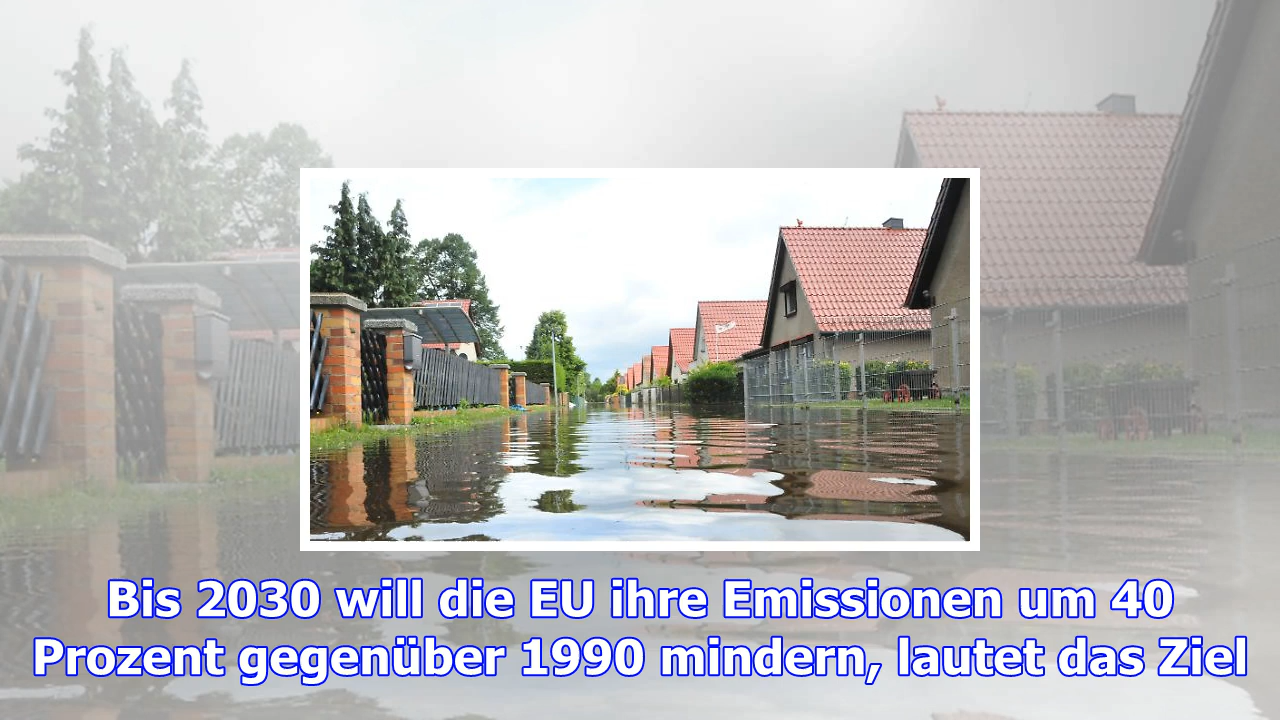 Bis 2030 will die EU ihre Emissionen um 40
Prozent gegenüber 1990 mindern, lautet das Ziel